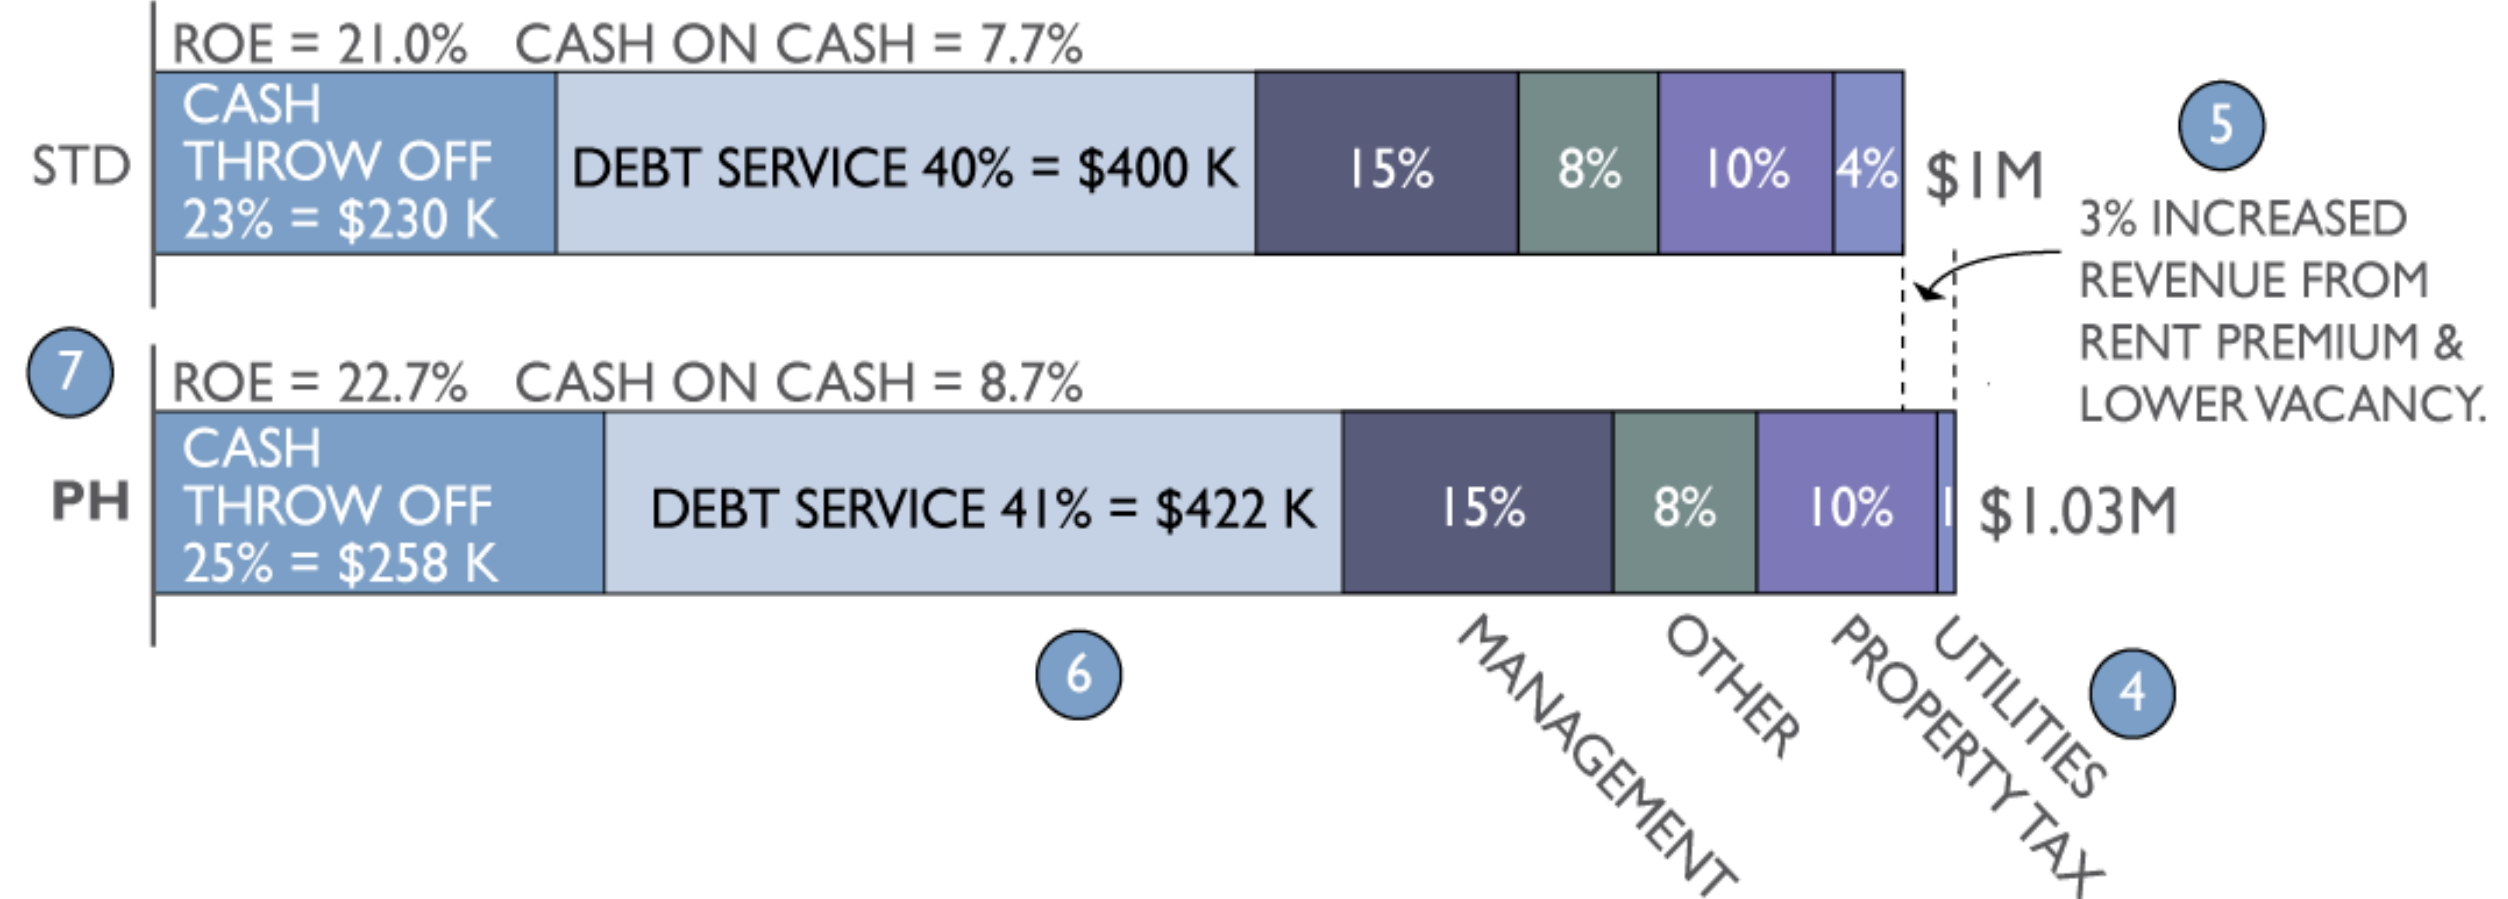 ROE = 21.0% CASH ON CASH = 7.7%
STD
CASH
THROW OFF
23% = $230 K
DEBT SERVICE 40% = $400 K
15%
8%
10%
4%
$1M
5
3% INCREASED
REVENUE FROM
RENT PREMIUM &
LOWER VACANCY.
7
ROE = 22.7% CASH ON CASH = 8.7%
PH
CASH
THROW OFF
25% = $258 K
DEBT SERVICE 41% = $422 K
15%
8%
10%
1
$1.03M
6
MANAGEMENT
OTHER
PROPERTY TAX
UTILITIES
4